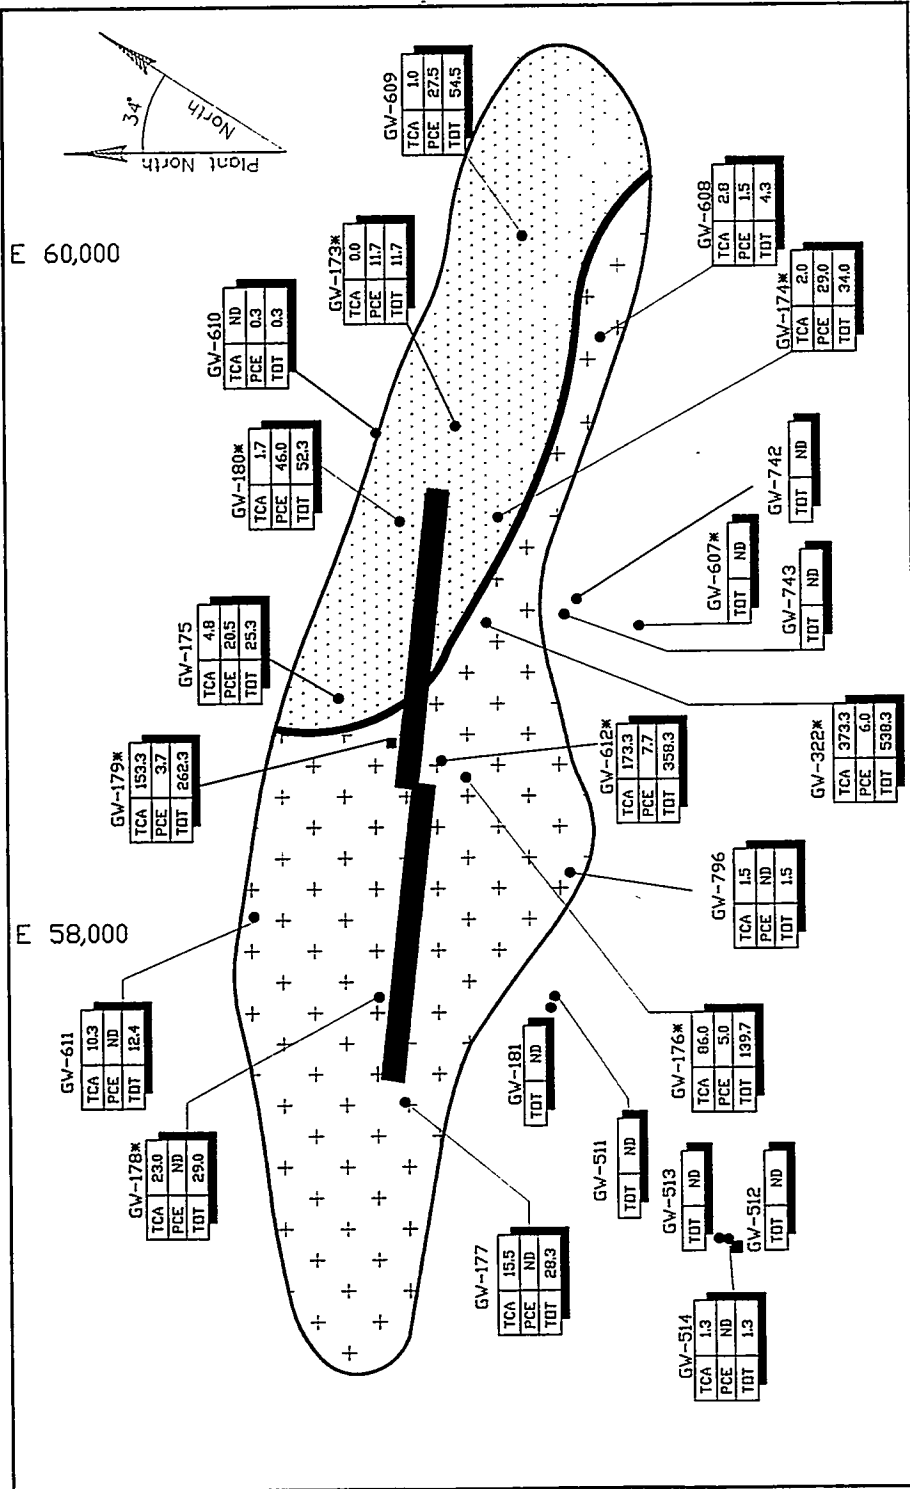 34°
North
Plant North
E 60,000
E 58,000
GW-609
TCA 1.0
PCE 27.5
TOT 54.5
GW-608
TCA 2.8
PCE 1.5
TOT 4.3
GW-173*
TCA 0.0
PCE 11.7
TOT 11.7
GW-174*
TCA 2.0
PCE 29.0
TOT 34.0
GW-610
TCA ND
PCE 0.3
TOT 0.3
GW-180*
TCA 1.7
PCE 46.0
TOT 52.3
GW-742
TOT ND
GW-607*
TOT ND
GW-743
TOT ND
GW-175
TCA 4.8
PCE 20.5
TOT 25.3
GW-179*
TCA 153.3
PCE 3.7
TOT 262.3
GW-612*
TCA 173.3
PCE 7.7
TOT 358.3
GW-322*
TCA 373.3
PCE 6.0
TOT 538.3
GW-796
TCA 1.5
PCE ND
TOT 1.5
GW-611
TCA 10.3
PCE ND
TOT 12.4
GW-181
TOT ND
GW-176*
TCA 86.0
PCE 5.0
TOT 139.7
GW-178*
TCA 23.0
PCE ND
TOT 29.0
GW-511
TOT ND
GW-513
TOT ND
GW-512
TOT ND
GW-177
TCA 15.5
PCE ND
TOT 28.3
GW-514
TCA 1.3
PCE ND
TOT 1.3